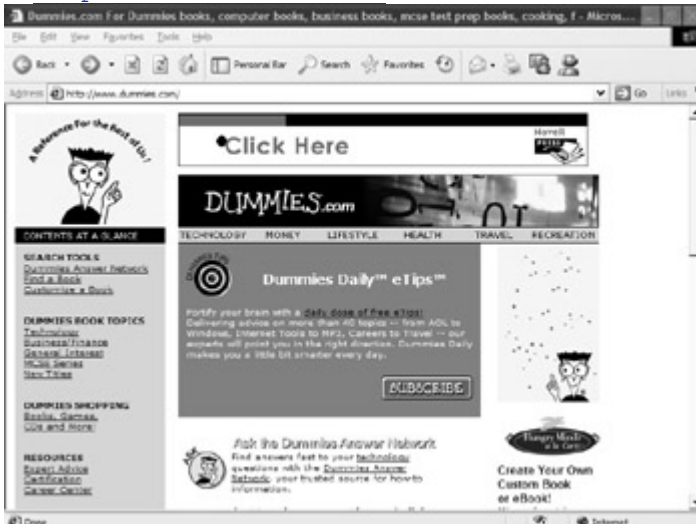 Dummies.com For Dummies books, computer books, business books, mcse test prep books, cooking, f - Micros...
File Edit View Favorites Tools Help
Back Personal Bar Search Favorites
Address http://www.dummies.com/ Go Links
A Reference For the Rest of Us!
Click Here
DUMMIES.com
CONTENTS AT A GLANCE
TECHNOLOGY MONEY LIFESTYLE HEALTH TRAVEL RECREATION
SEARCH TOOLS
Dummies Answer Network
Find a Book
Customize a Book
DUMMIES BOOK TOPICS
Technology
Business/Finance
General Interest
MCSE Series
New Titles
DUMMIES SHOPPING
Books, Games,
CDs and More!
RESOURCES
Expert Advice
Certification
Career Center
Dummies Daily™ eTips™
Fortify your brain with a daily dose of free eTips!
Delivering advice on more than 40 topics -- from AOL to
Windows, Internet Tools to MP3, Careers to Travel -- our
experts will point you in the right direction. Dummies Daily
makes you a little bit smarter every day.
SUBSCRIBE
Ask the Dummies Answer Network
Find answers fast to your technology
questions with the Dummies Answer
Network, your trusted source for how-to
information.
Hungry Minds
a la Carte
Create Your Own
Custom Book
or eBook!
Done Internet